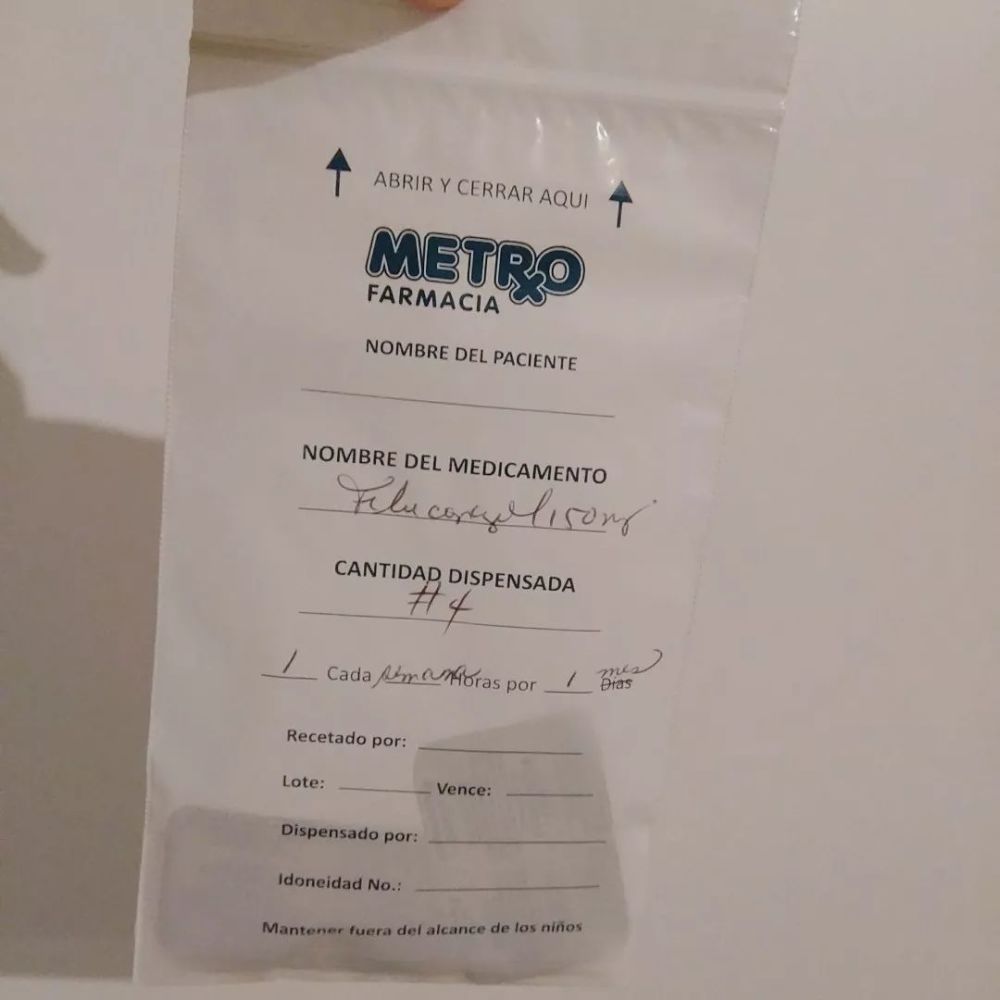 ABRIR Y CERRAR AQUI
METRO
FARMACIA
NOMBRE DEL PACIENTE
NOMBRE DEL MEDICAMENTO
Fluconazol 150mg
CANTIDAD DISPENSADA
#4
1 Cada semana Horas por 1 mes Días
Recetado por:
Lote: Vence:
Dispensado por:
Idoneidad No.:
Mantener fuera del alcance de los niños